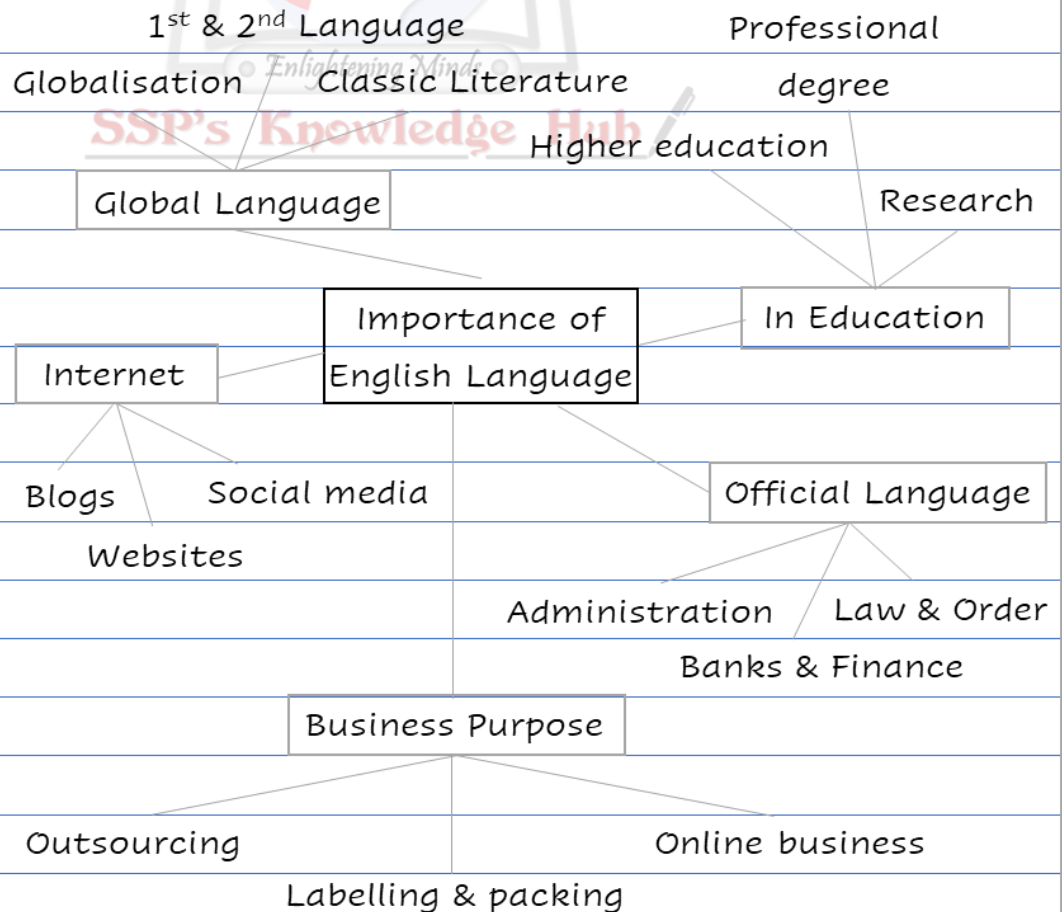 1st & 2nd Language
Professional
degree
Globalisation
Enlightening Minds
Classic Literature
SSP's Knowledge Hub
Higher education
Global Language
Research
Importance of
English Language
In Education
Internet
Blogs
Social media
Websites
Official Language
Administration
Law & Order
Banks & Finance
Business Purpose
Outsourcing
Online business
Labelling & packing